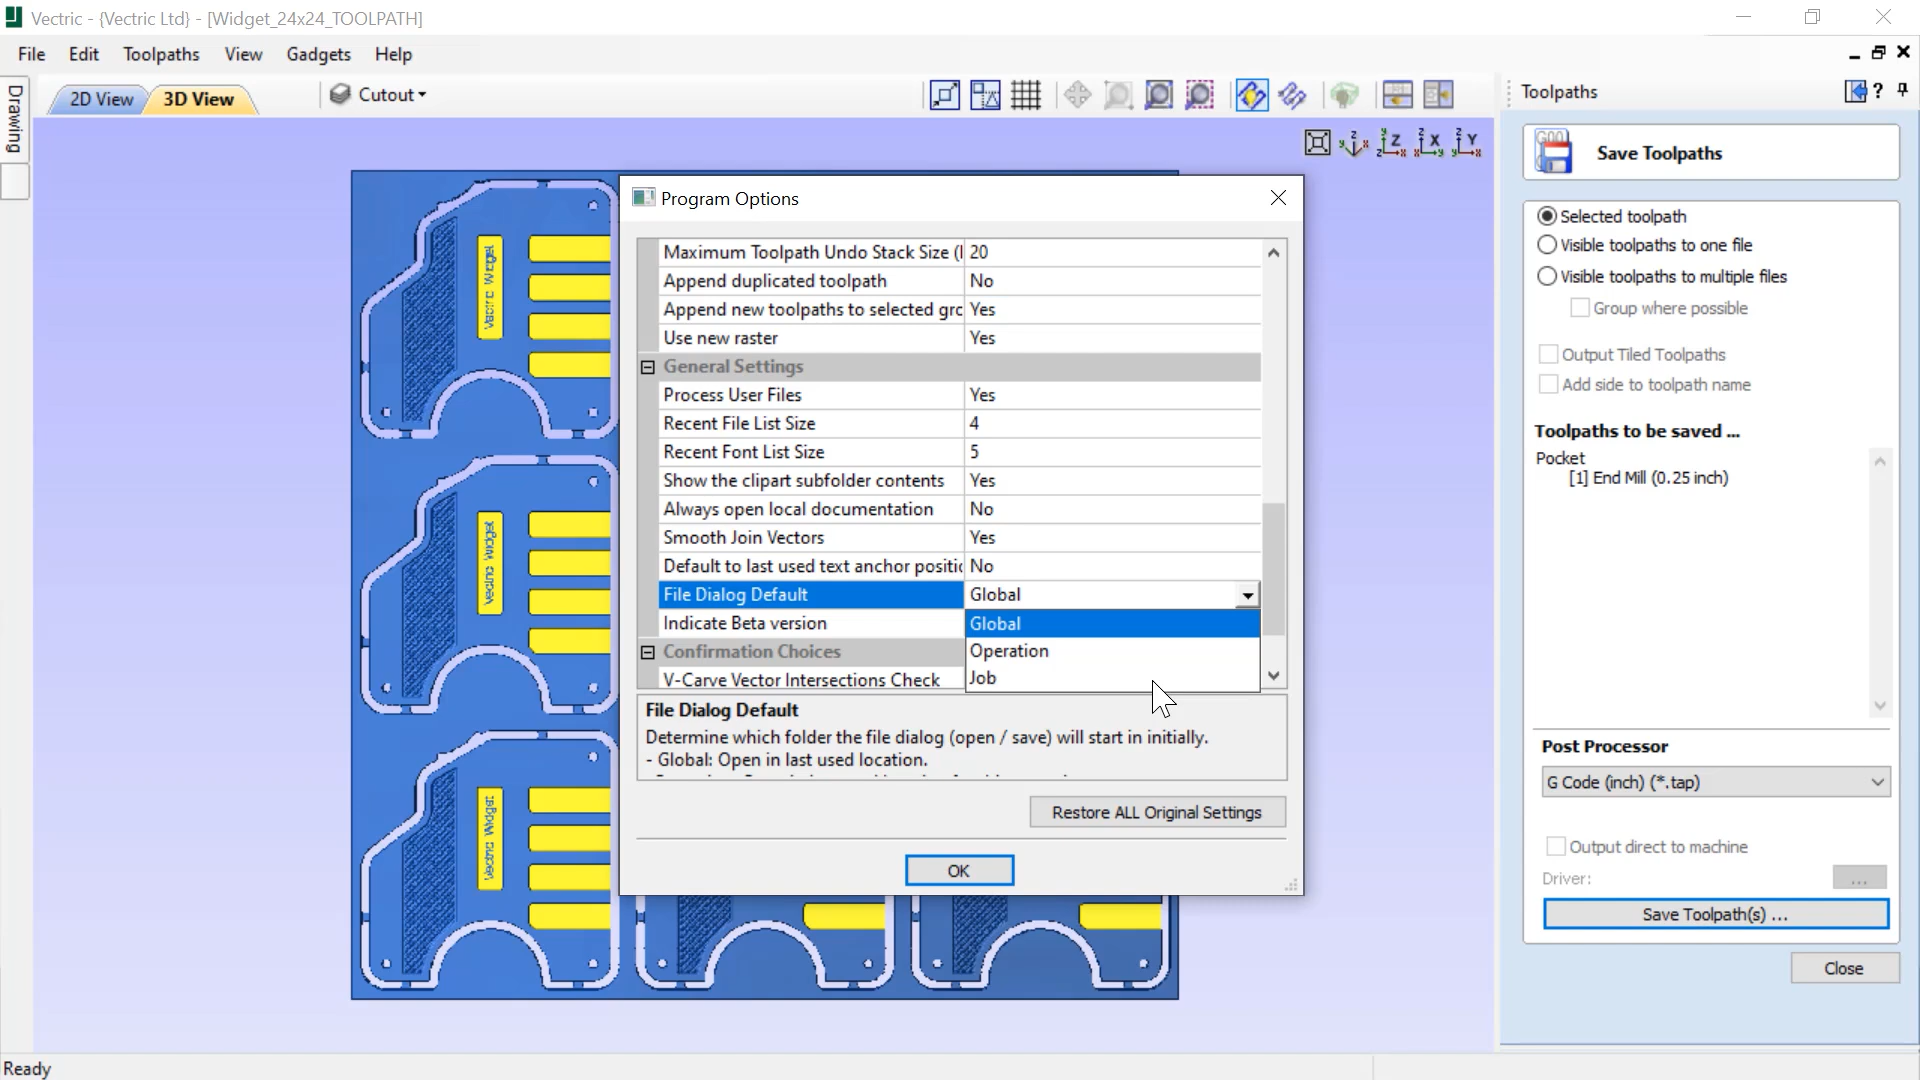 Vectric - {Vectric Ltd} - [Widget_24x24_TOOLPATH]
File Edit Toolpaths View Gadgets Help
Drawing
2D View 3D View Cutout
Toolpaths
Save Toolpaths
Selected toolpath
Visible toolpaths to one file
Visible toolpaths to multiple files
Group where possible
Output Tiled Toolpaths
Add side to toolpath name
Toolpaths to be saved ...
Pocket
[1] End Mill (0.25 inch)
Post Processor
G Code (inch) (*.tap)
Output direct to machine
Driver: ...
Save Toolpath(s) ...
Close
Program Options
Maximum Toolpath Undo Stack Size ( 20
Append duplicated toolpath No
Append new toolpaths to selected grc Yes
Use new raster Yes
General Settings
Process User Files Yes
Recent File List Size 4
Recent Font List Size 5
Show the clipart subfolder contents Yes
Always open local documentation No
Smooth Join Vectors Yes
Default to last used text anchor positic No
File Dialog Default Global
Indicate Beta version Global
Operation
Confirmation Choices
Job
V-Carve Vector Intersections Check
File Dialog Default
Determine which folder the file dialog (open / save) will start in initially.
- Global: Open in last used location.
Restore ALL Original Settings
OK
Vectric Widget
Vectric Widget
Vectric Widget
Ready